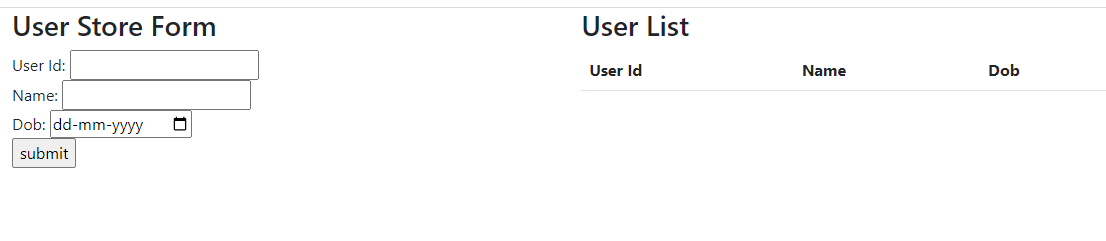 User Store Form
User Id:
Name:
Dob: dd-mm-yyyy
submit
User List
User Id Name Dob